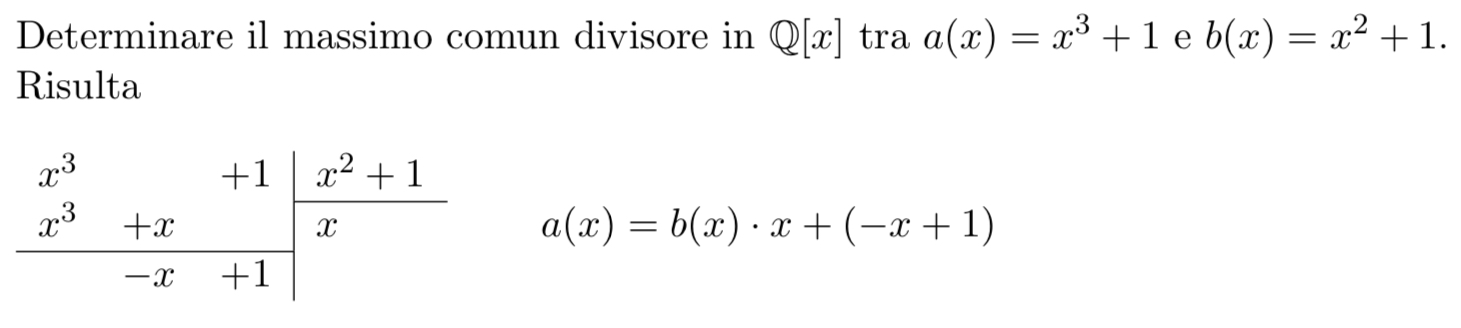 Determinare il massimo comun divisore in ℚ[x] tra a(x) = x³ + 1 e b(x) = x² + 1.
Risulta
x³ +1 x² + 1
x³ +x x a(x) = b(x) · x + (−x + 1)
−x +1